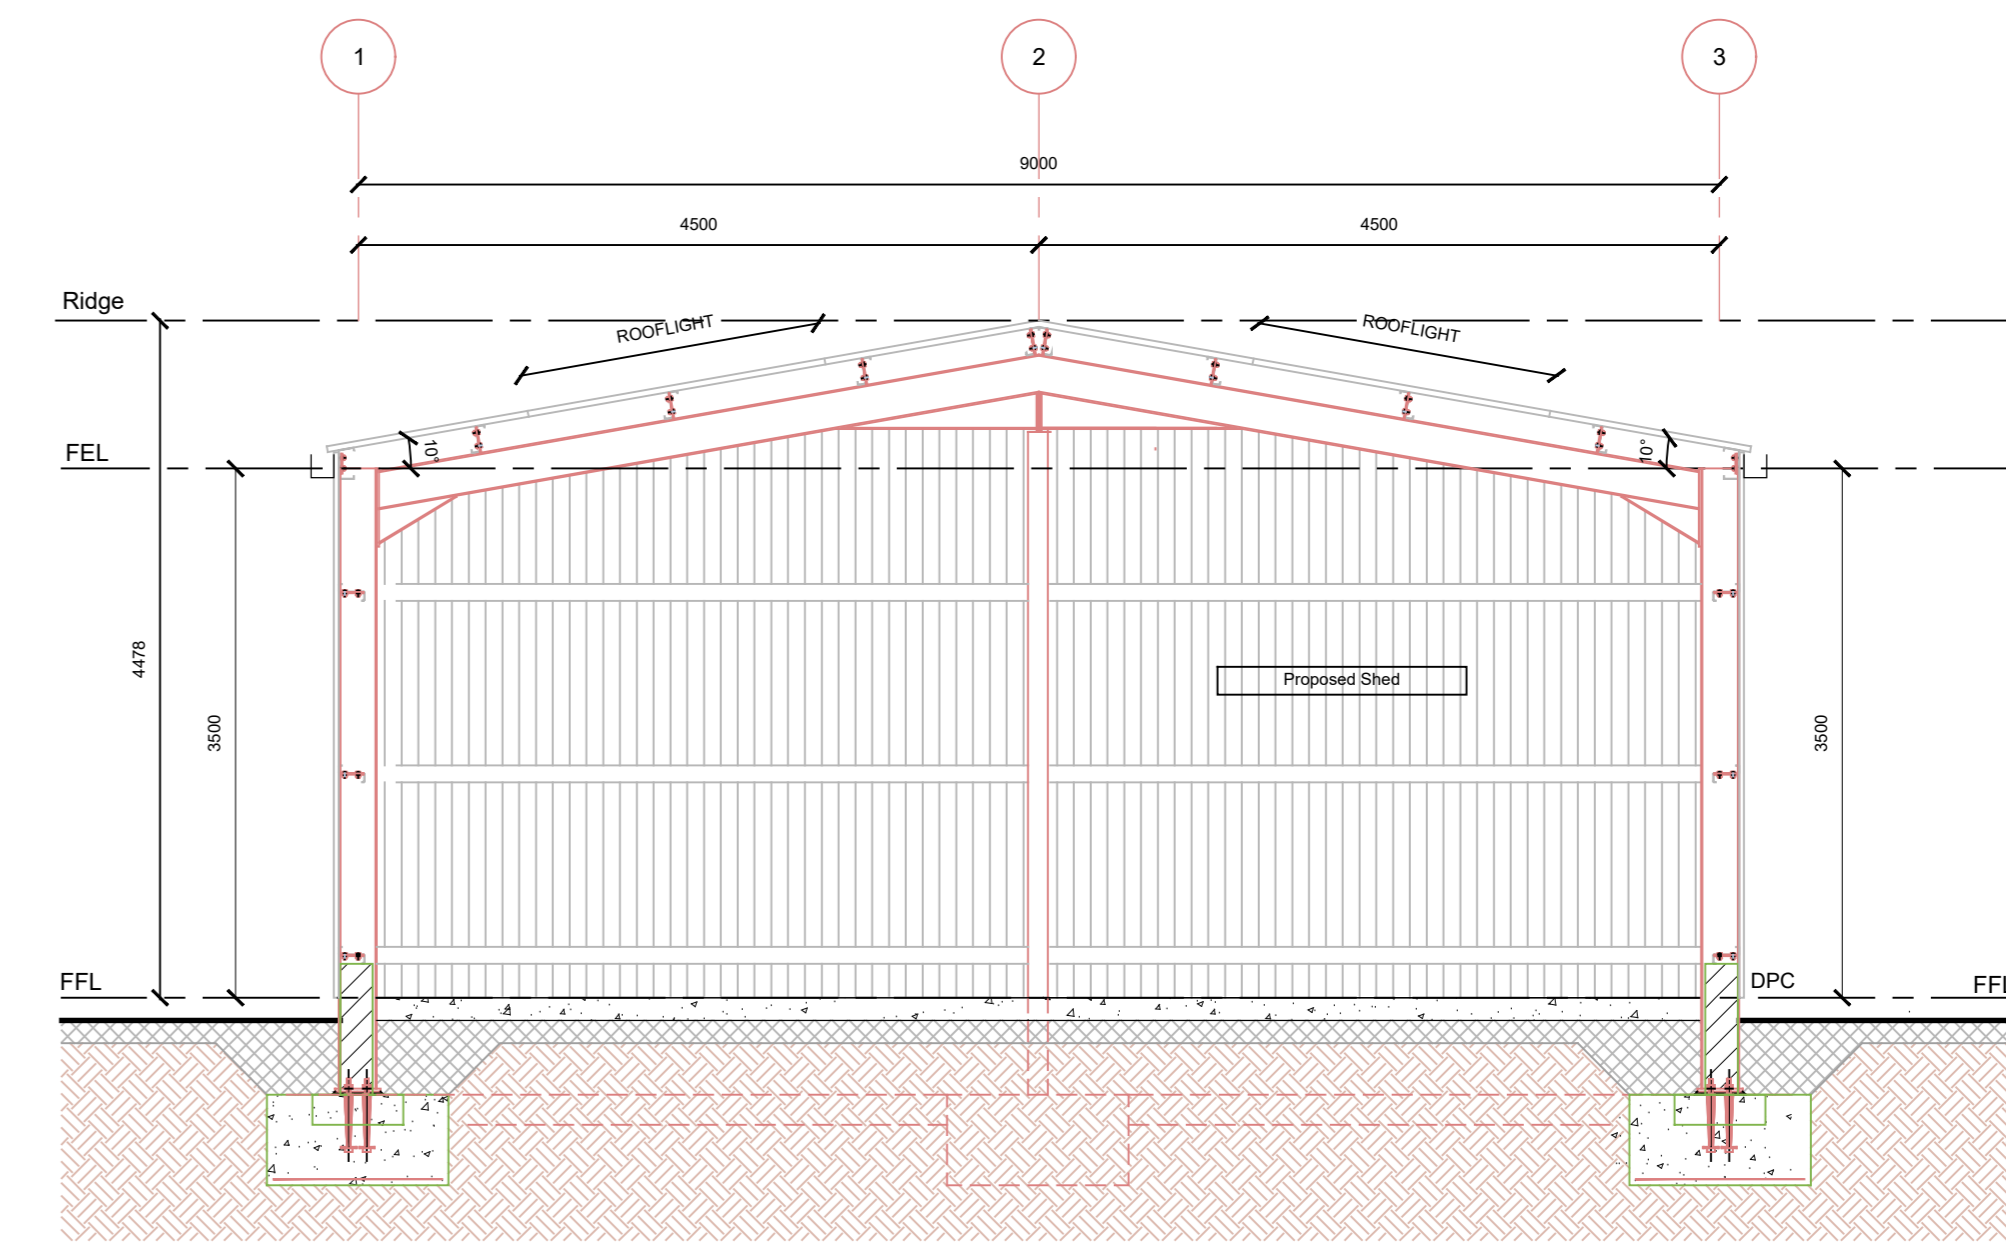 1
2
3
9000
4500
4500
Ridge
ROOFLIGHT
ROOFLIGHT
FEL
10°
10°
4478
3500
Proposed Shed
3500
FFL
DPC
FFL